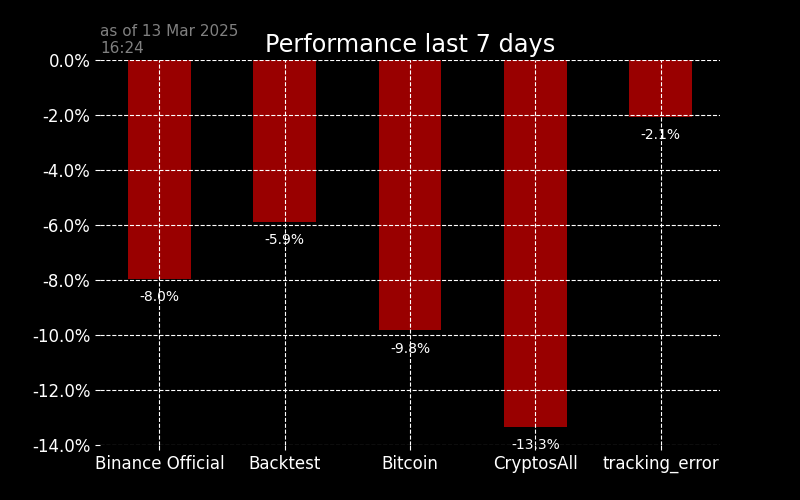 as of 13 Mar 2025
16:24
Performance last 7 days
0.0%
-2.0%
-2.1%
-4.0%
-6.0%
-5.9%
-8.0%
-8.0%
-10.0%
-9.8%
-12.0%
-14.0%
-13.3%
Binance Official
Backtest
Bitcoin
CryptosAll
tracking_error